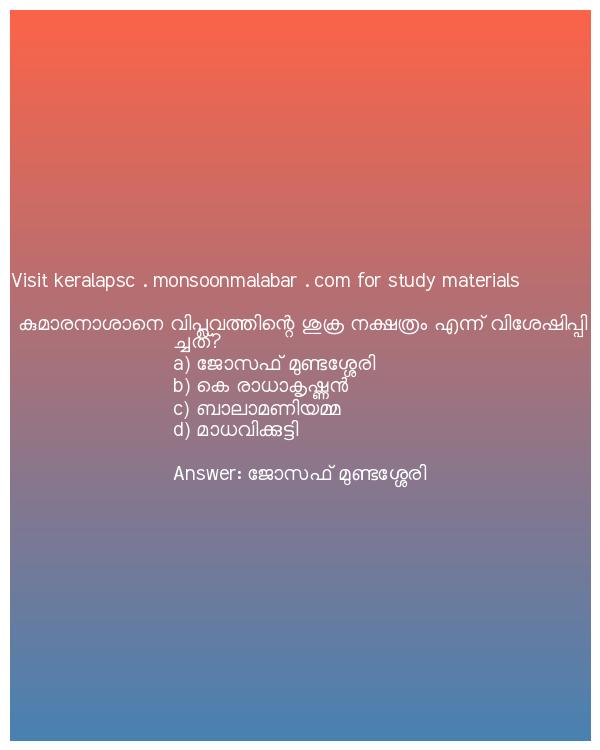 Visit keralapsc . monsoonmalabar . com for study materials
കുമാരനാശാനെ വിപ്ലവത്തിന്റെ ശുക്ര നക്ഷത്രം എന്ന് വിശേഷിപ്പി
ച്ചത്?
a) ജോസഫ് മുണ്ടശ്ശേരി
b) കെ രാധാകൃഷ്ണൻ
c) ബാലാമണിയമ്മ
d) മാധവിക്കുട്ടി
Answer: ജോസഫ് മുണ്ടശ്ശേരി